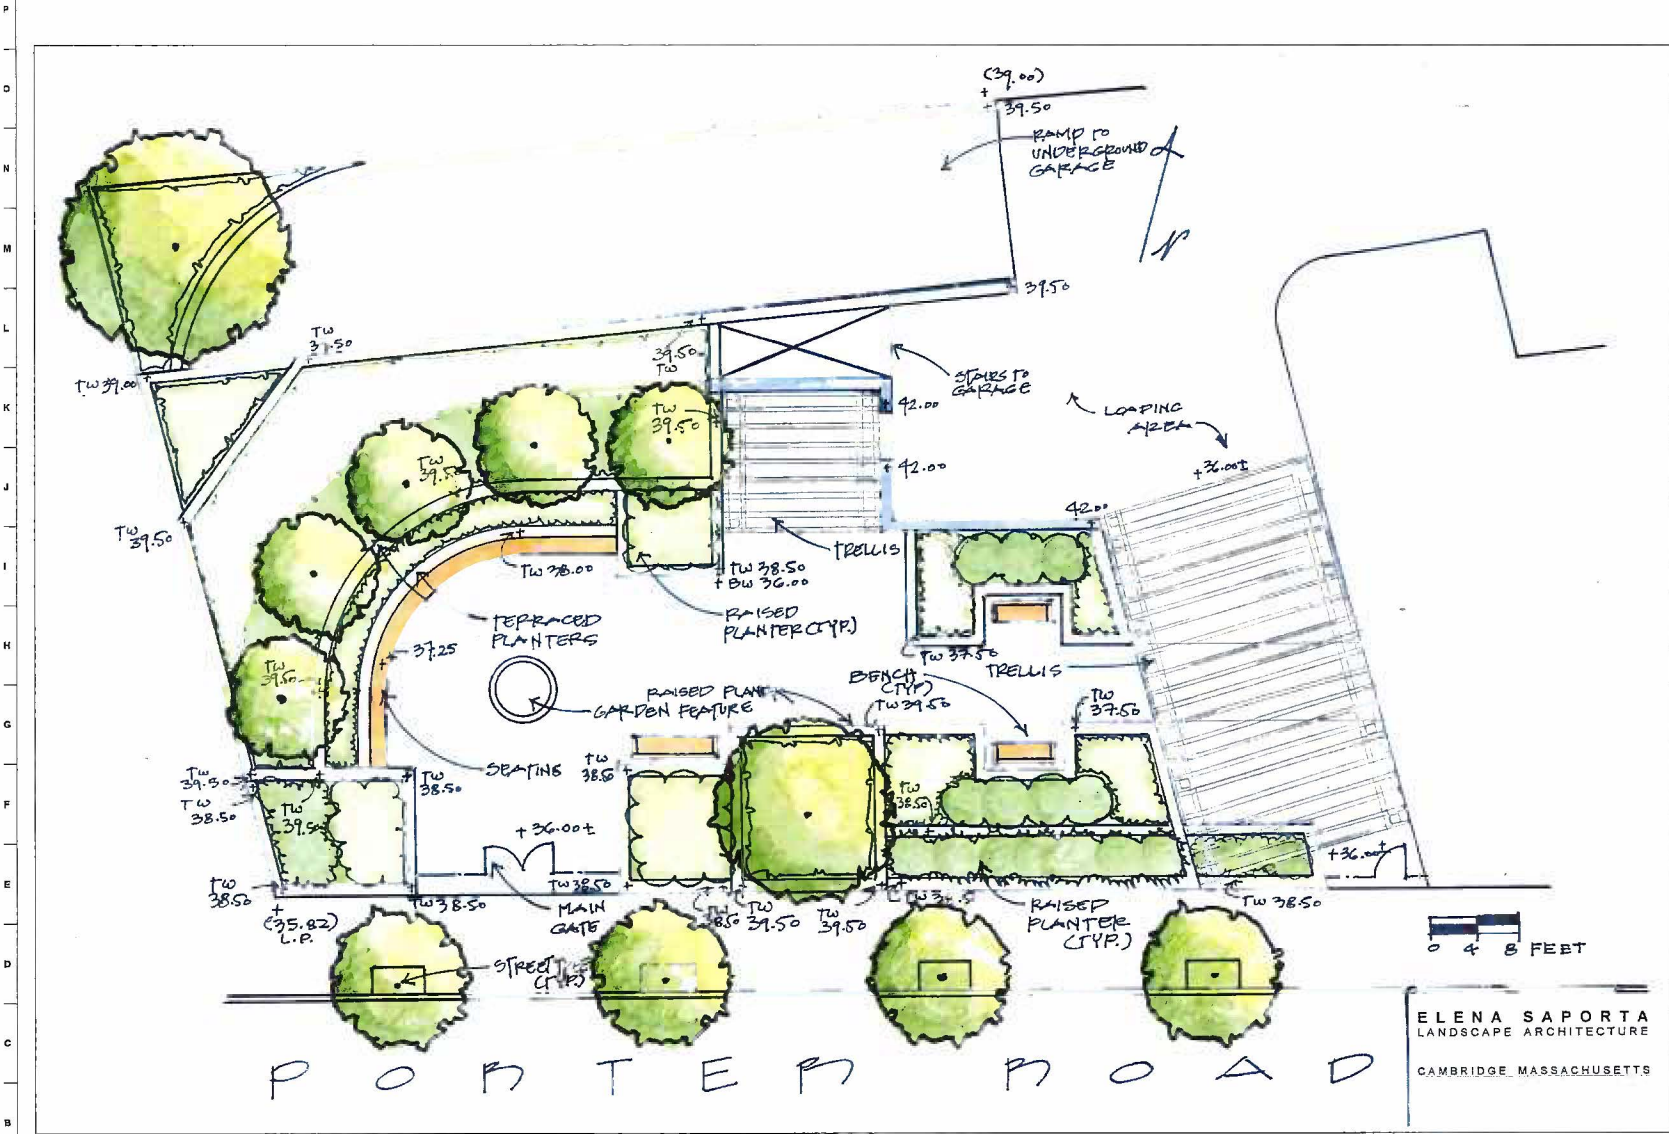 P
O
N
M
L
K
J
I
H
G
F
E
D
C
B
(39.00)
+
+ 39.50
RAMP TO
UNDERGROUND
GARAGE
N
39.50
TW
TW 39.00
39.50
TW
STAIRS TO
GARAGE
+ 42.00
LOADING
AREA
TW
39.50
TW
+ 42.00
+ 36.00±
42.00
TW
39.50
TRELLIS
TW 38.00
TW 38.50
+ BW 36.00
TERRACED
PLANTERS
RAISED
PLANTER (TYP.)
+ 37.25
TW 37.50
TRELLIS
TW
39.50
BENCH
(TYP)
RAISED
GARDEN FEATURE
TW 39.50
TW
37.50
SEATING
TW
39.50
TW
38.50
TW
38.50
TW
38.50
TW
39.50
TW
38.50
+ 36.00±
+ 36.00±
TW
38.50
+
(35.82)
L.P.
TW 38.50
TW 38.50
MAIN
GATE
TW
39.50
TW
39.50
RAISED
PLANTER
(TYP.)
TW 38.50
STREET
0 4 8 FEET
ELENA SAPORTA
LANDSCAPE ARCHITECTURE
CAMBRIDGE MASSACHUSETTS
PORTER ROAD